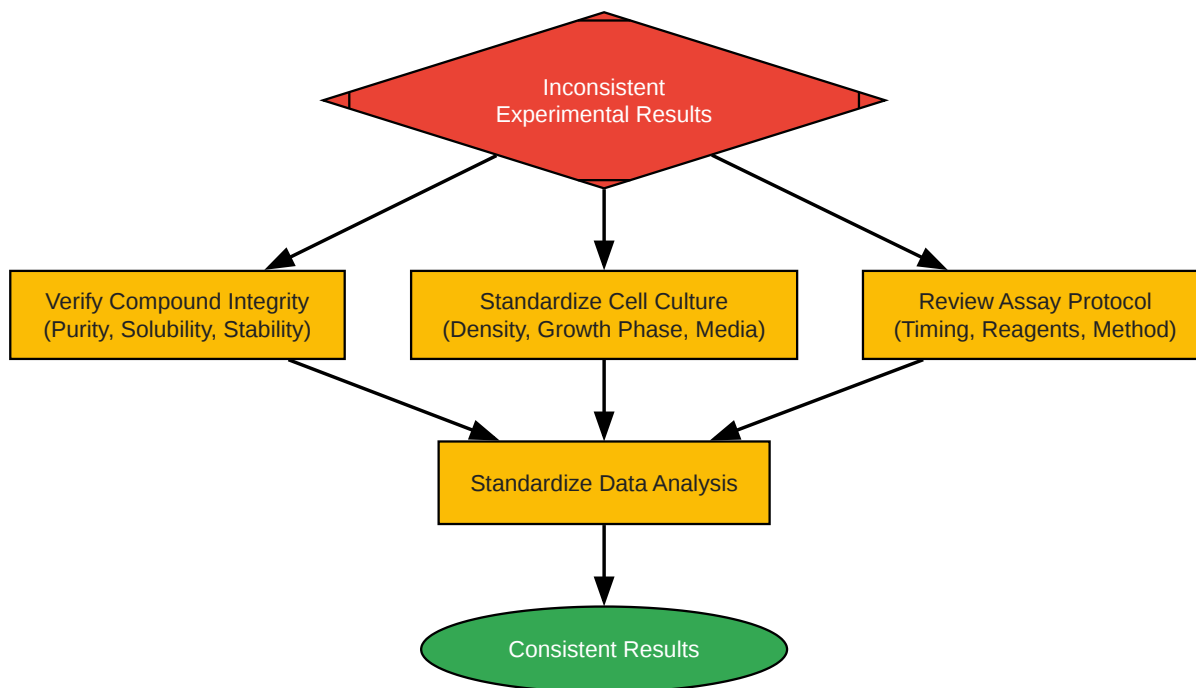 Inconsistent
Experimental Results
Verify Compound Integrity
(Purity, Solubility, Stability)
Standardize Cell Culture
(Density, Growth Phase, Media)
Review Assay Protocol
(Timing, Reagents, Method)
Standardize Data Analysis
Consistent Results